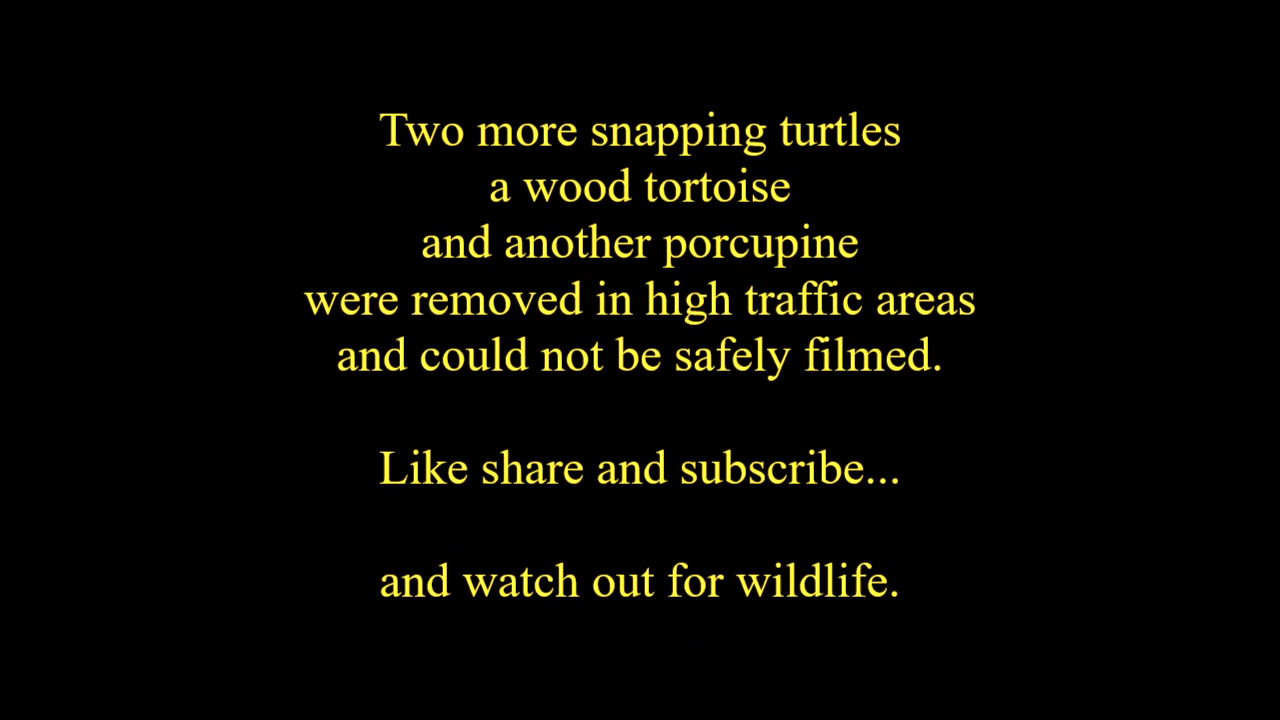 Two more snapping turtles
a wood tortoise
and another porcupine
were removed in high traffic areas
and could not be safely filmed.
Like share and subscribe...
and watch out for wildlife.